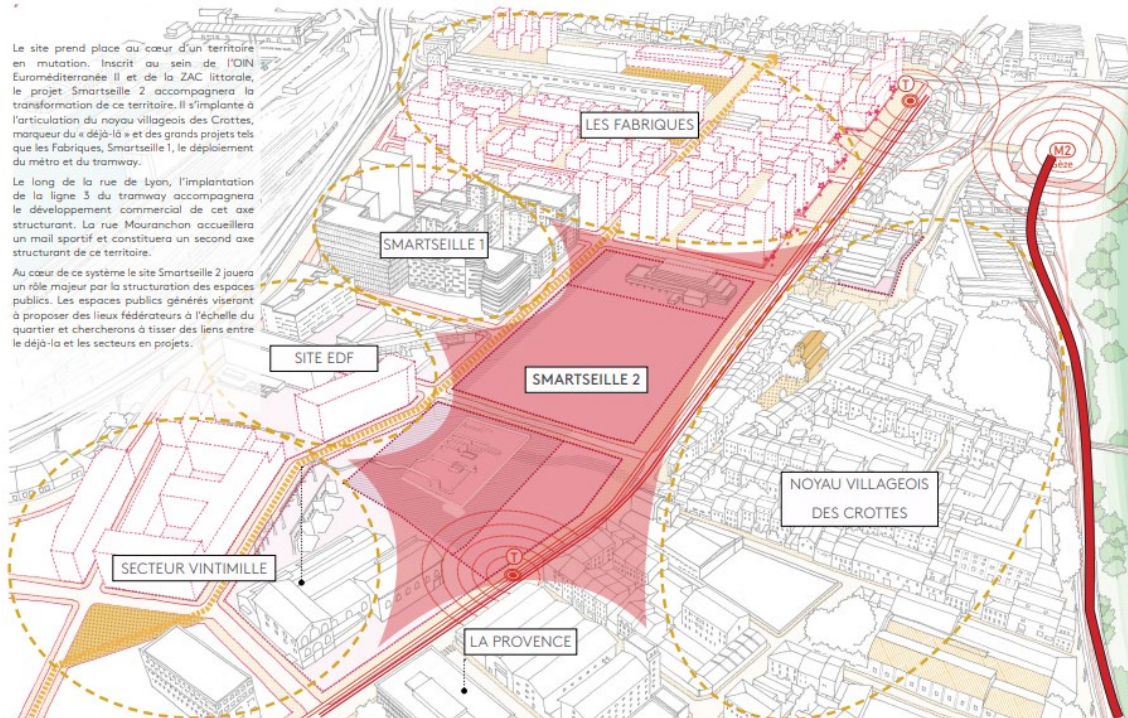 Le site prend place au cœur d'un territoire
en mutation. Inscrit au sein de l'OIN
Euroméditerranée II et de la ZAC littorale,
le projet Smartseille 2 accompagnera la
transformation de ce territoire. Il s'implante à
l'articulation du noyau villageois des Crottes,
marqueur du « déjà-là » et des grands projets tels
que les Fabriques, Smartseille 1, le déploiement
du métro et du tramway.
Le long de la rue de Lyon, l'implantation
de la ligne 3 du tramway accompagnera
le développement commercial de cet axe
structurant. La rue Mouranchon accueillera
un mail sportif et constituera un second axe
structurant de ce territoire.
Au cœur de ce système le site Smartseille 2 jouera
un rôle majeur par la structuration des espaces
publics. Les espaces publics générés viseront
à proposer des lieux fédérateurs à l'échelle du
quartier et chercherons à tisser des liens entre
le déjà-la et les secteurs en projets.
T
LES FABRIQUES
M2
Gèze
SMARTSEILLE 1
SITE EDF
SMARTSEILLE 2
NOYAU VILLAGEOIS
DES CROTTES
T
SECTEUR VINTIMILLE
LA PROVENCE